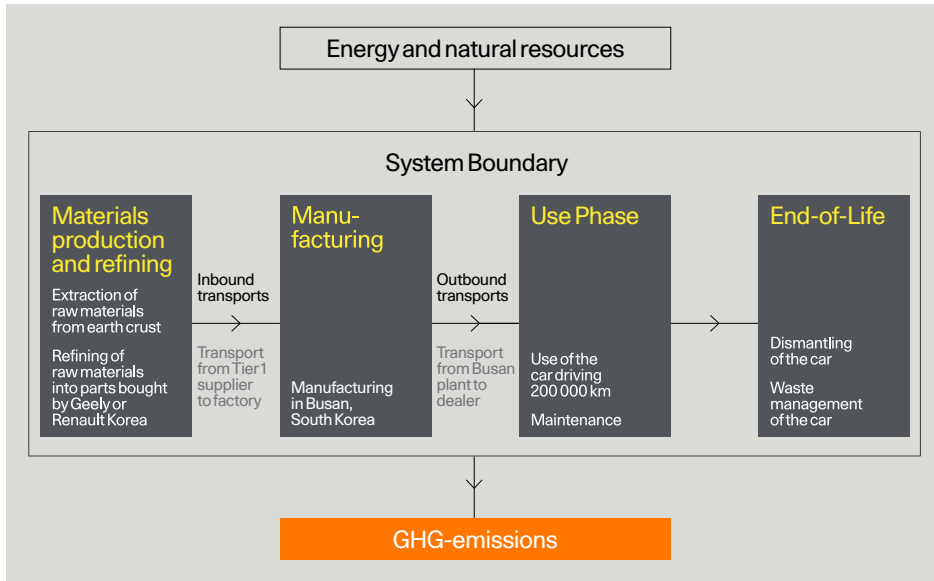 Energy and natural resources
System Boundary
Materials
production
and refining
Extraction of
raw materials
from earth crust
Refining of
raw materials
into parts bought
by Geely or
Renault Korea
Inbound
transports
Transport
from Tier 1
supplier
to factory
Manu-
facturing
Manufacturing
in Busan,
South Korea
Outbound
transports
Transport
from Busan
plant to
dealer
Use Phase
Use of the
car driving
200 000 km
Maintenance
End-of-Life
Dismantling
of the car
Waste
management
of the car
GHG-emissions